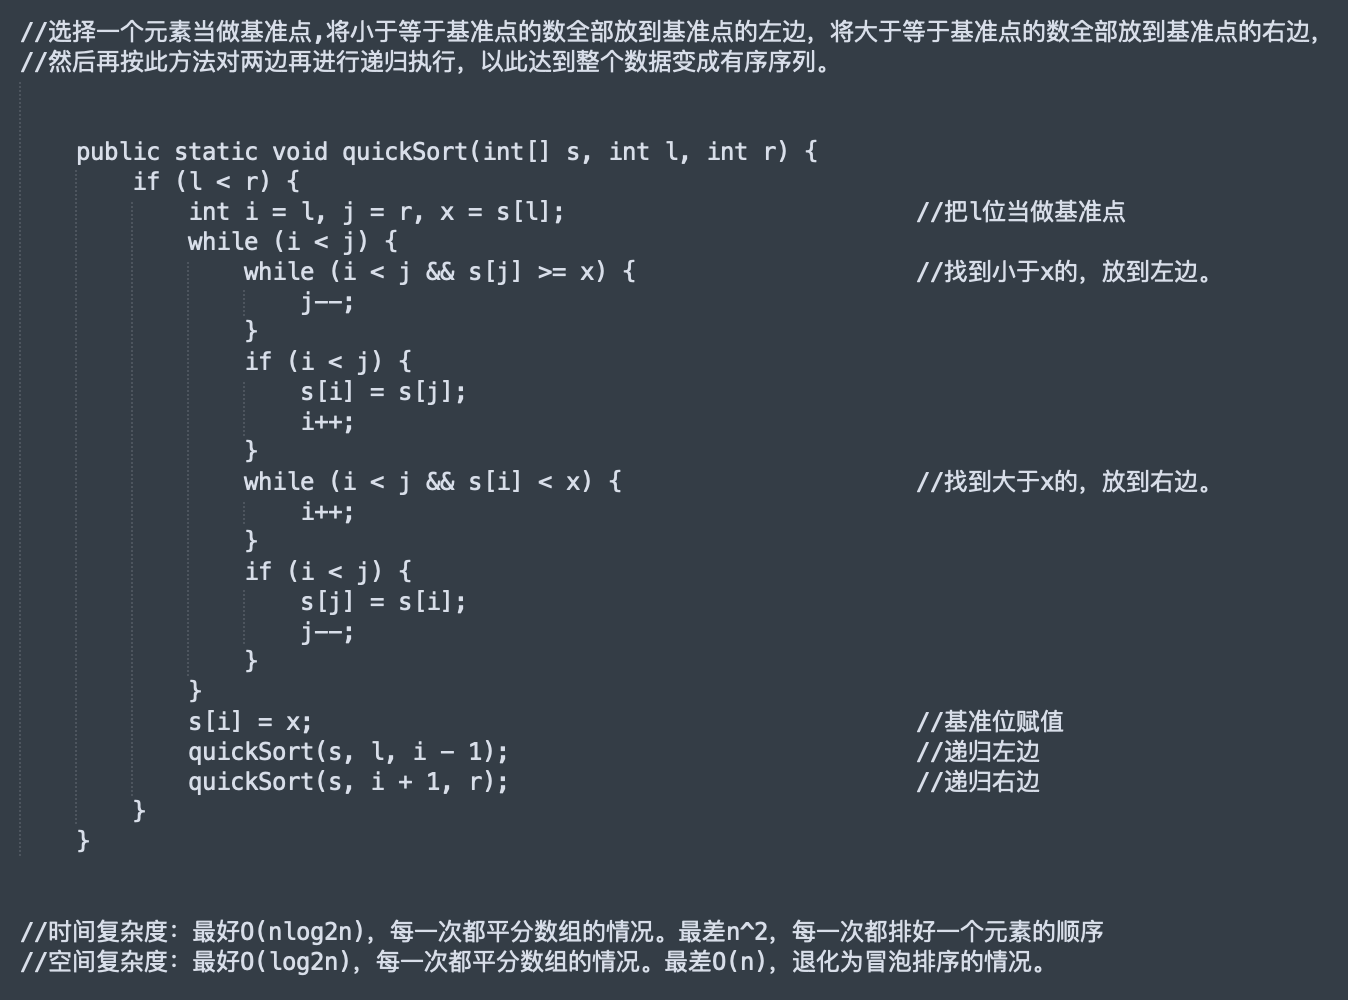 //选择一个元素当做基准点,将小于等于基准点的数全部放到基准点的左边，将大于等于基准点的数全部放到基准点的右边，
//然后再按此方法对两边再进行递归执行，以此达到整个数据变成有序序列。
public static void quickSort(int[] s, int l, int r) {
if (l < r) {
int i = l, j = r, x = s[l]; //把l位当做基准点
while (i < j) {
while (i < j && s[j] >= x) { //找到小于x的，放到左边。
j--;
}
if (i < j) {
s[i] = s[j];
i++;
}
while (i < j && s[i] < x) { //找到大于x的，放到右边。
i++;
}
if (i < j) {
s[j] = s[i];
j--;
}
}
s[i] = x; //基准位赋值
quickSort(s, l, i - 1); //递归左边
quickSort(s, i + 1, r); //递归右边
}
}
//时间复杂度：最好O(nlog2n)，每一次都平分数组的情况。最差n^2，每一次都排好一个元素的顺序
//空间复杂度：最好O(log2n)，每一次都平分数组的情况。最差O(n)，退化为冒泡排序的情况。